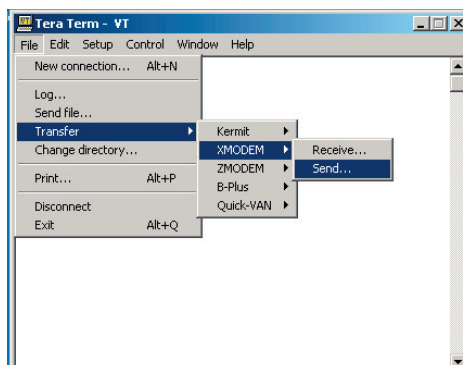 Tera Term - VT
File Edit Setup Control Window Help
New connection... Alt+N
Log...
Send file...
Transfer
Change directory...
Print... Alt+P
Disconnect
Exit Alt+Q
Kermit
XMODEM
ZMODEM
B-Plus
Quick-VAN
Receive...
Send...